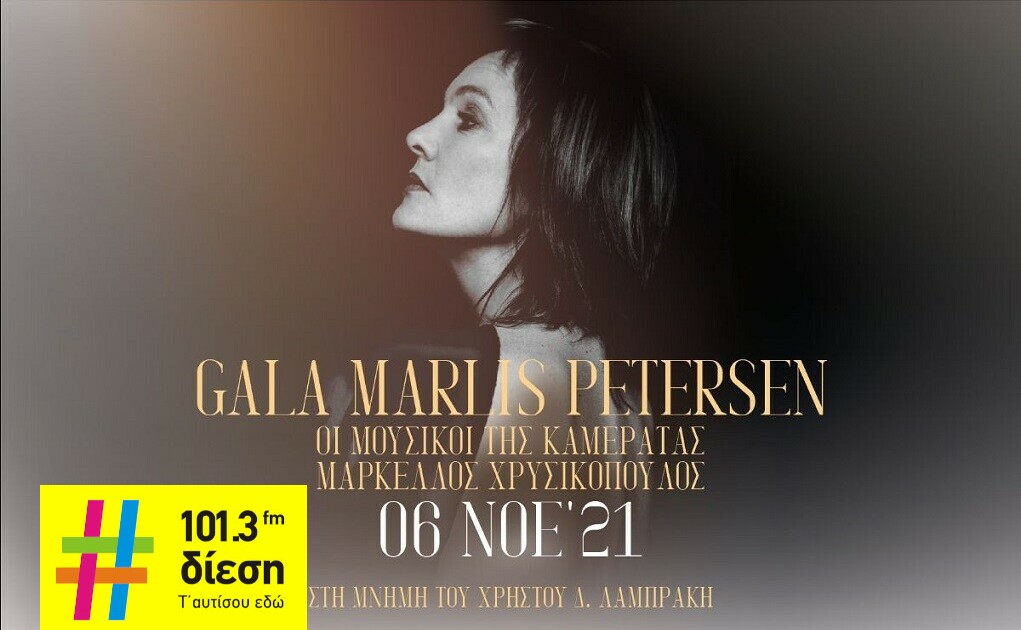 GALA MARLIS PETERSEN
ΟΙ ΜΟΥΣΙΚΟΙ ΤΗΣ ΚΑΜΕΡΑΤΑΣ
ΜΑΡΚΕΛΛΟΣ ΧΡΥΣΙΚΟΠΟΥΛΟΣ
06 ΝΟΕ'21
ΣΤΗ ΜΝΗΜΗ ΤΟΥ ΧΡΗΣΤΟΥ Δ. ΛΑΜΠΡΑΚΗ
101.3 fm
δίεση
Τ'αυτίσου εδώ